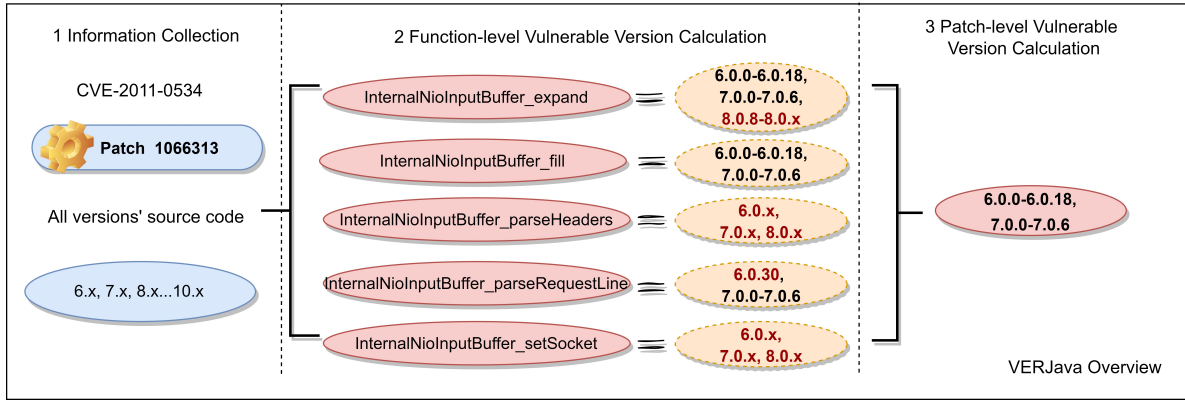 1 Information Collection
CVE-2011-0534
Patch 1066313
All versions' source code
6.x, 7.x, 8.x...10.x
2 Function-level Vulnerable Version Calculation
InternalNioInputBuffer_expand
6.0.0-6.0.18,
7.0.0-7.0.6,
8.0.8-8.0.x
InternalNioInputBuffer_fill
6.0.0-6.0.18,
7.0.0-7.0.6
InternalNioInputBuffer_parseHeaders
6.0.x,
7.0.x, 8.0.x
InternalNioInputBuffer_parseRequestLine
6.0.30,
7.0.0-7.0.6
InternalNioInputBuffer_setSocket
6.0.x,
7.0.x, 8.0.x
3 Patch-level Vulnerable
Version Calculation
6.0.0-6.0.18,
7.0.0-7.0.6
VERJava Overview